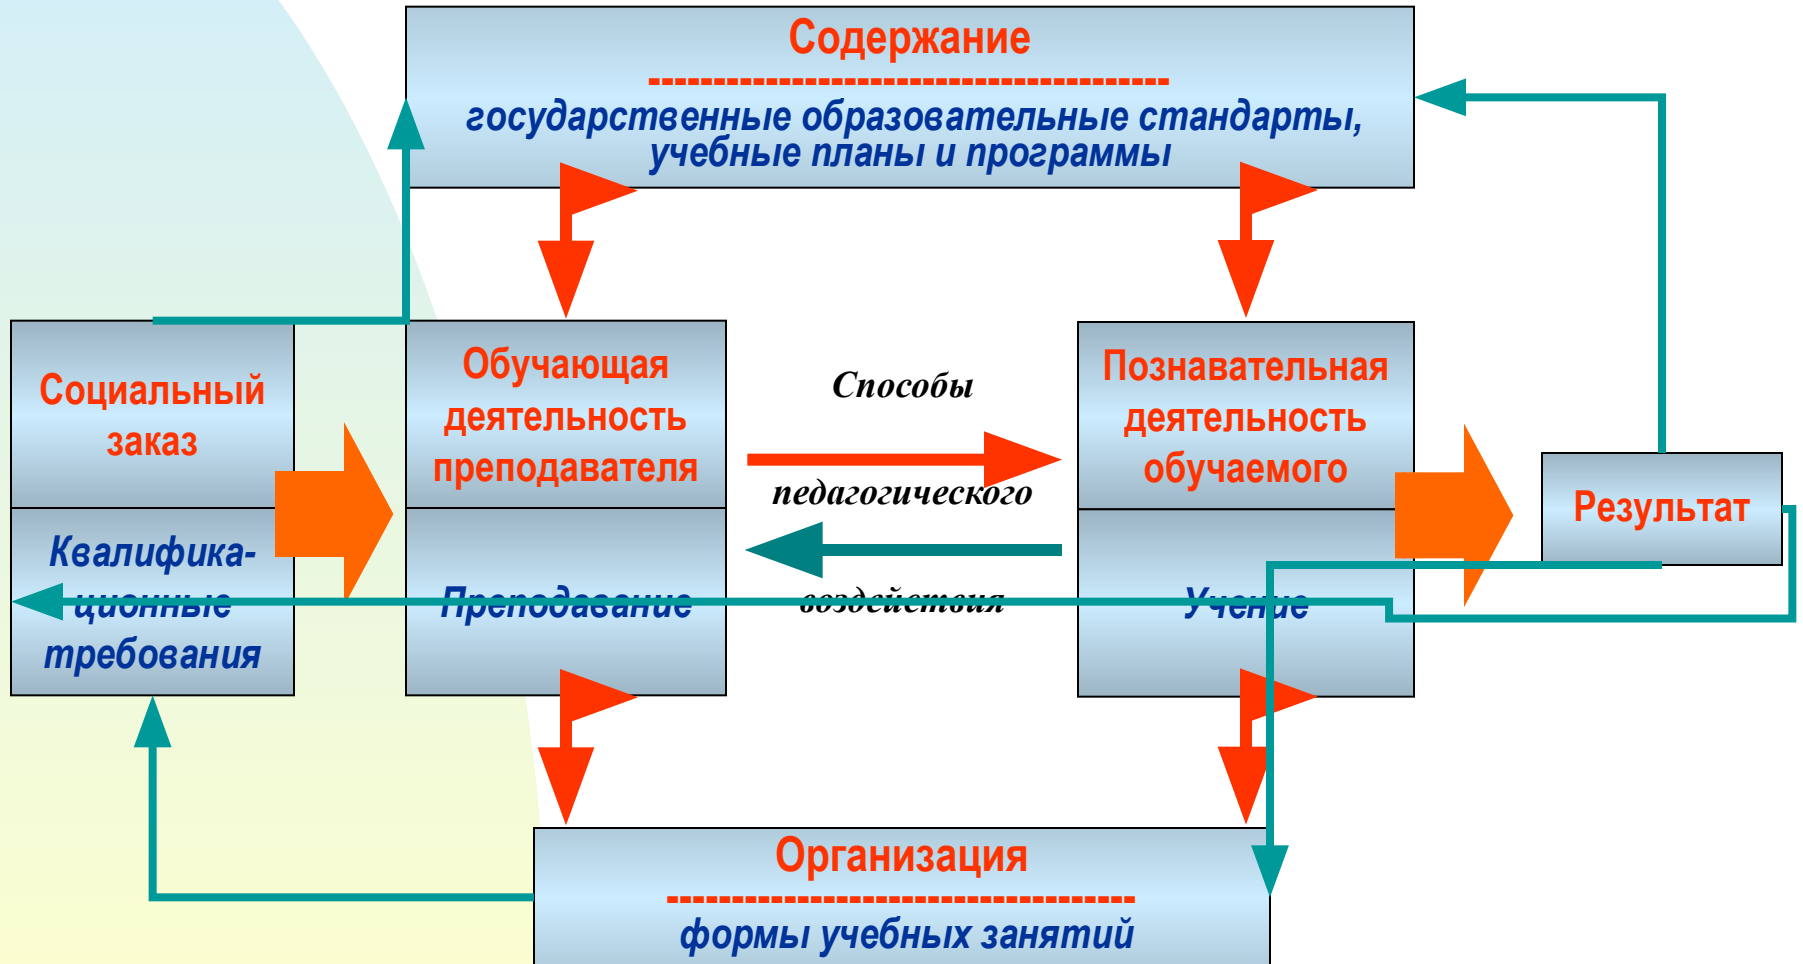 Содержание
----------------------------------------
государственные образовательные стандарты,
учебные планы и программы
Социальный
заказ
Квалифика-
ционные
требования
Обучающая
деятельность
преподавателя
Преподавание
Способы
педагогического
воздействия
Познавательная
деятельность
обучаемого
Учение
Результат
Организация
------------------------------------
формы учебных занятий